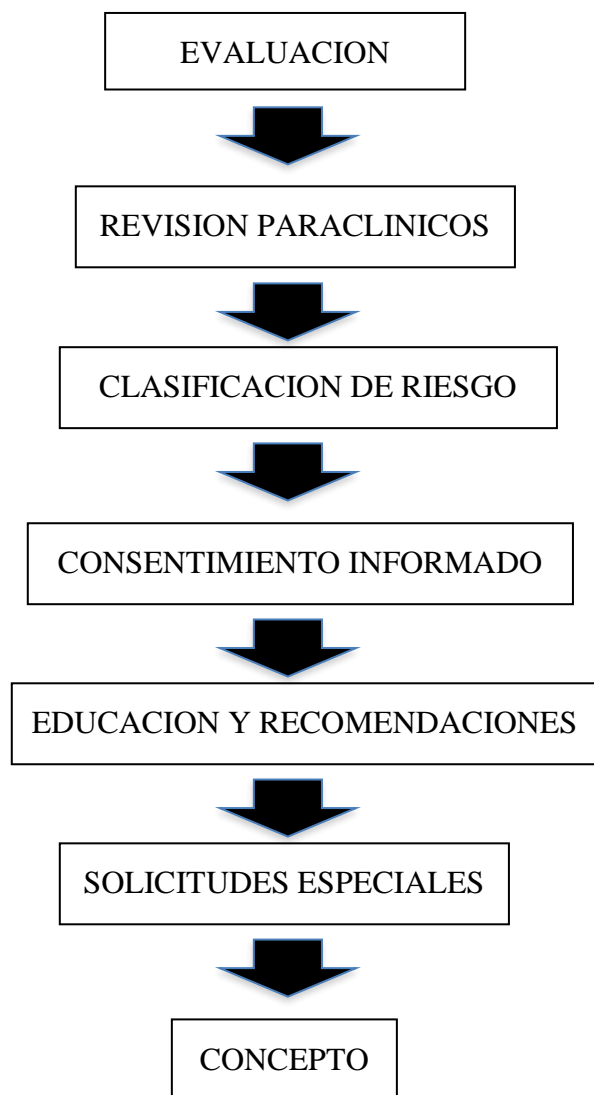 EVALUACION
REVISION PARACLINICOS
CLASIFICACION DE RIESGO
CONSENTIMIENTO INFORMADO
EDUCACION Y RECOMENDACIONES
SOLICITUDES ESPECIALES
CONCEPTO